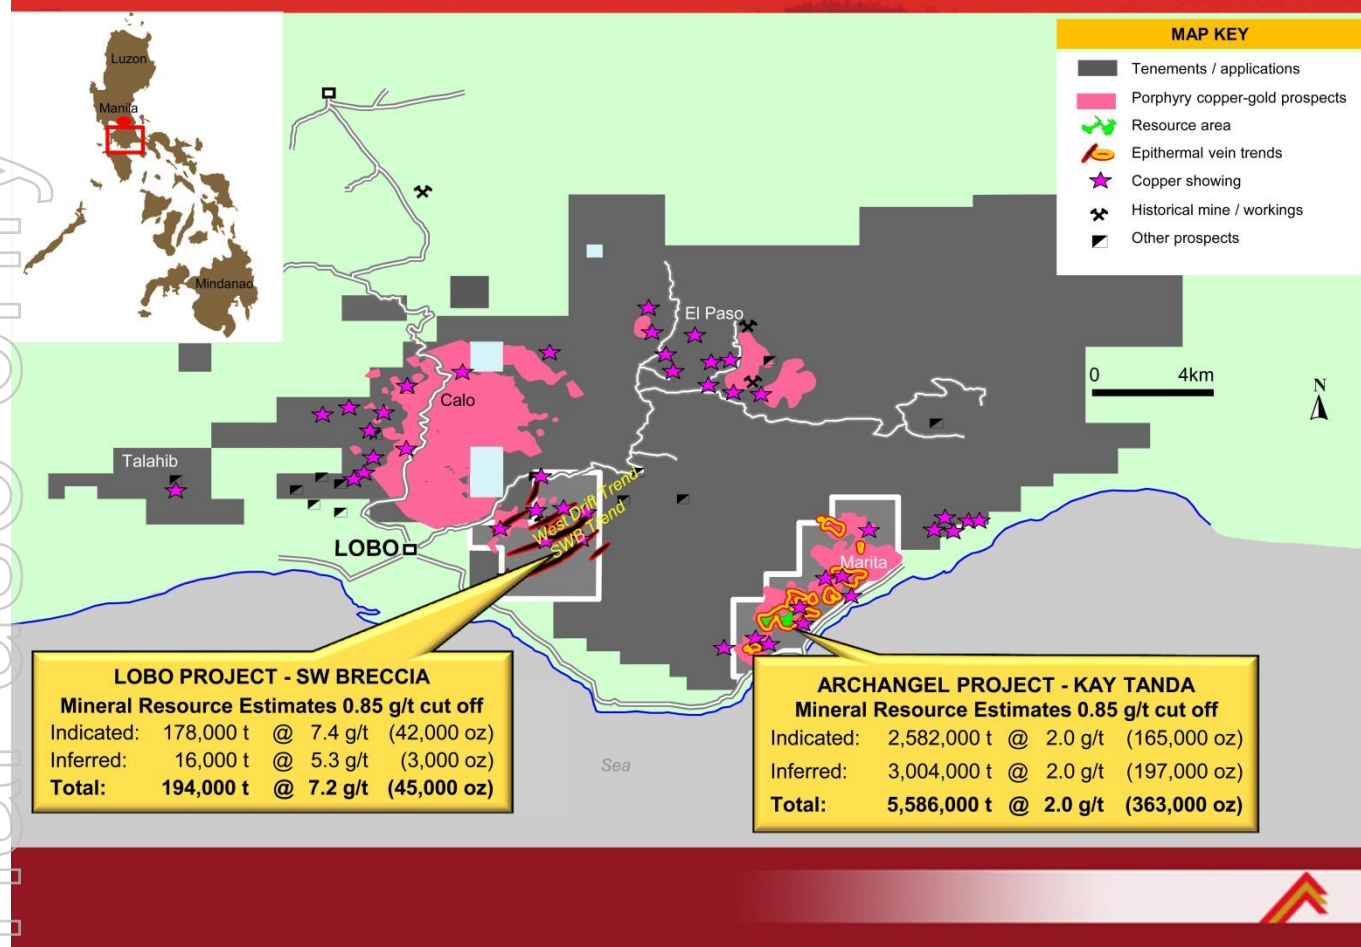 Luzon
Manila
Mindanao
MAP KEY
Tenements / applications
Porphyry copper-gold prospects
Resource area
Epithermal vein trends
Copper showing
Historical mine / workings
Other prospects
El Paso
0 4km
N
Calo
Talahib
West Drift Trend
SWB Trend
LOBO
Marita
LOBO PROJECT - SW BRECCIA
Mineral Resource Estimates 0.85 g/t cut off
Indicated: 178,000 t @ 7.4 g/t (42,000 oz)
Inferred: 16,000 t @ 5.3 g/t (3,000 oz)
Total: 194,000 t @ 7.2 g/t (45,000 oz)
ARCHANGEL PROJECT - KAY TANDA
Mineral Resource Estimates 0.85 g/t cut off
Indicated: 2,582,000 t @ 2.0 g/t (165,000 oz)
Inferred: 3,004,000 t @ 2.0 g/t (197,000 oz)
Total: 5,586,000 t @ 2.0 g/t (363,000 oz)
Sea